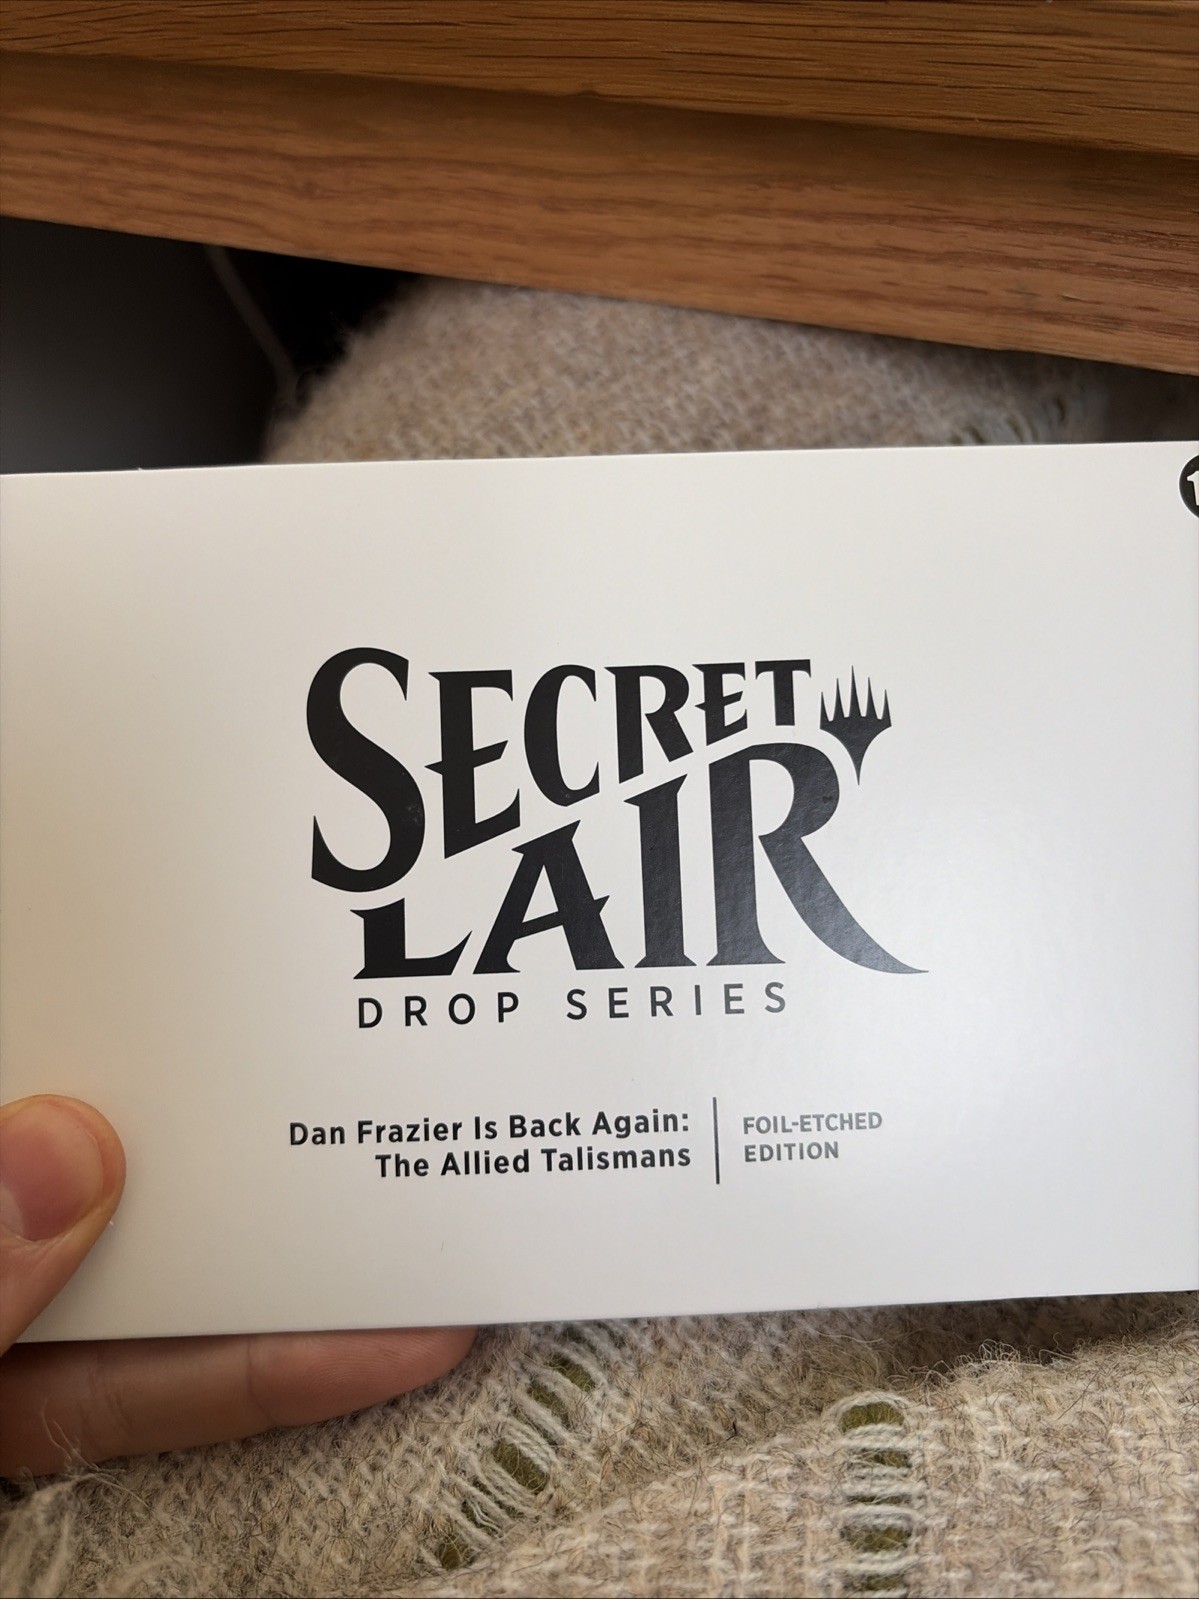 SECRET
LAIR
DROP SERIES
Dan Frazier Is Back Again:
The Allied Talismans
FOIL-ETCHED
EDITION